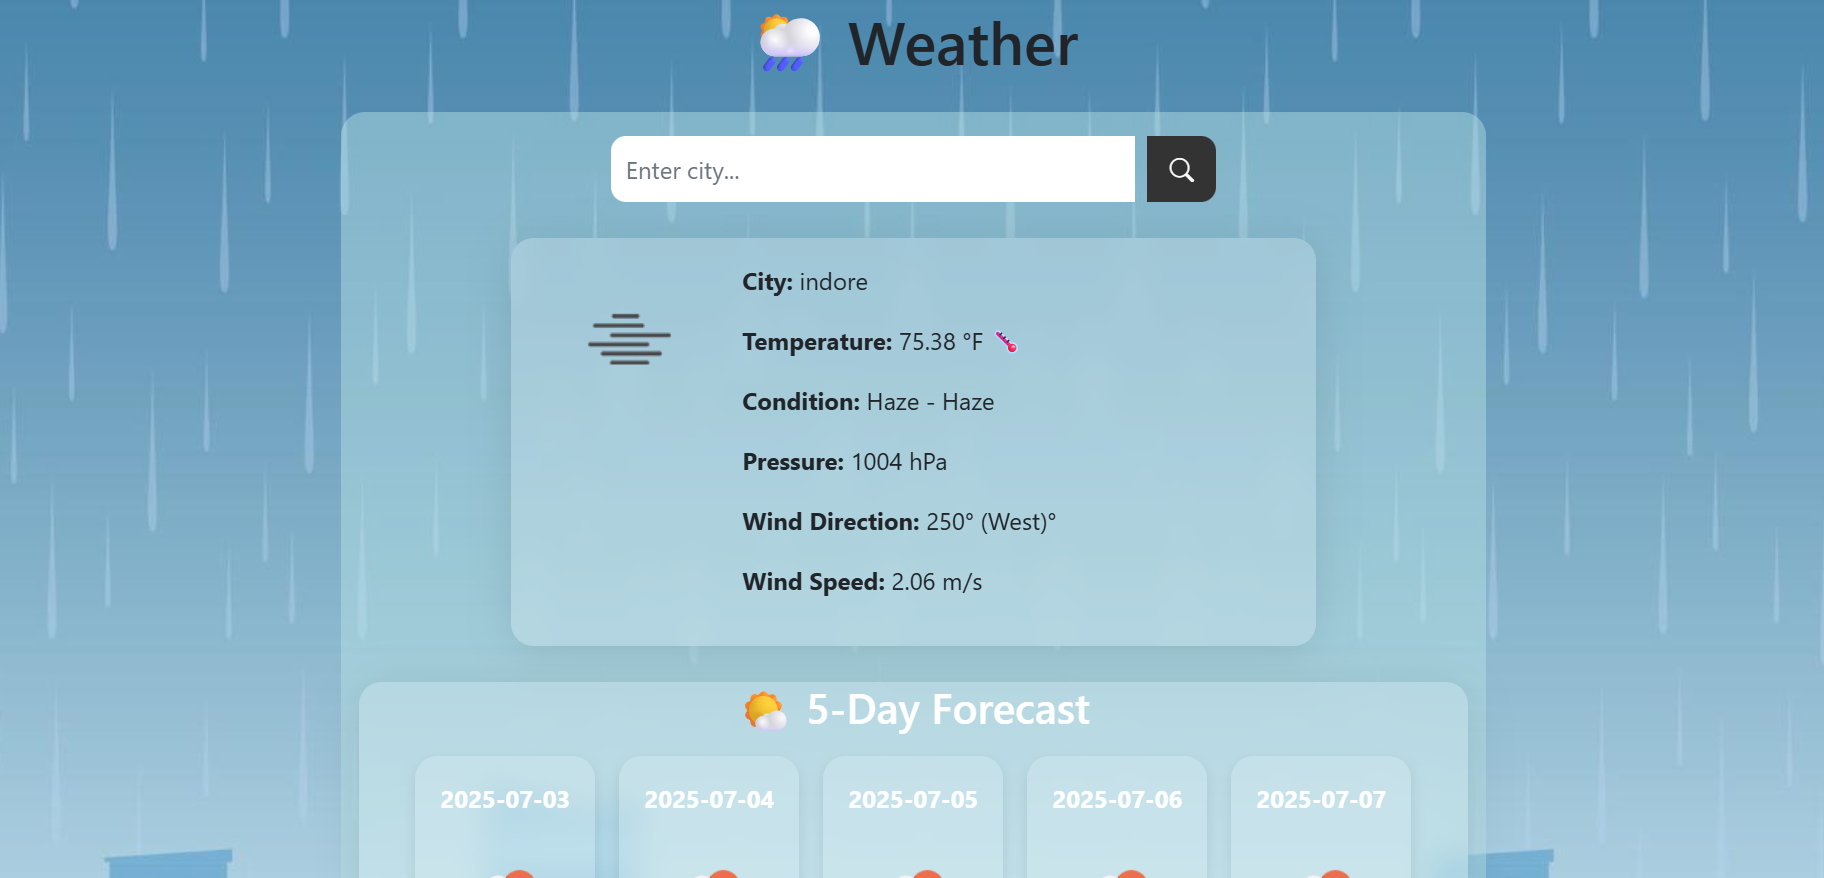 Weather
Enter city...
City: indore
Temperature: 75.38 °F
Condition: Haze - Haze
Pressure: 1004 hPa
Wind Direction: 250° (West)°
Wind Speed: 2.06 m/s
5-Day Forecast
2025-07-03 2025-07-04 2025-07-05 2025-07-06 2025-07-07